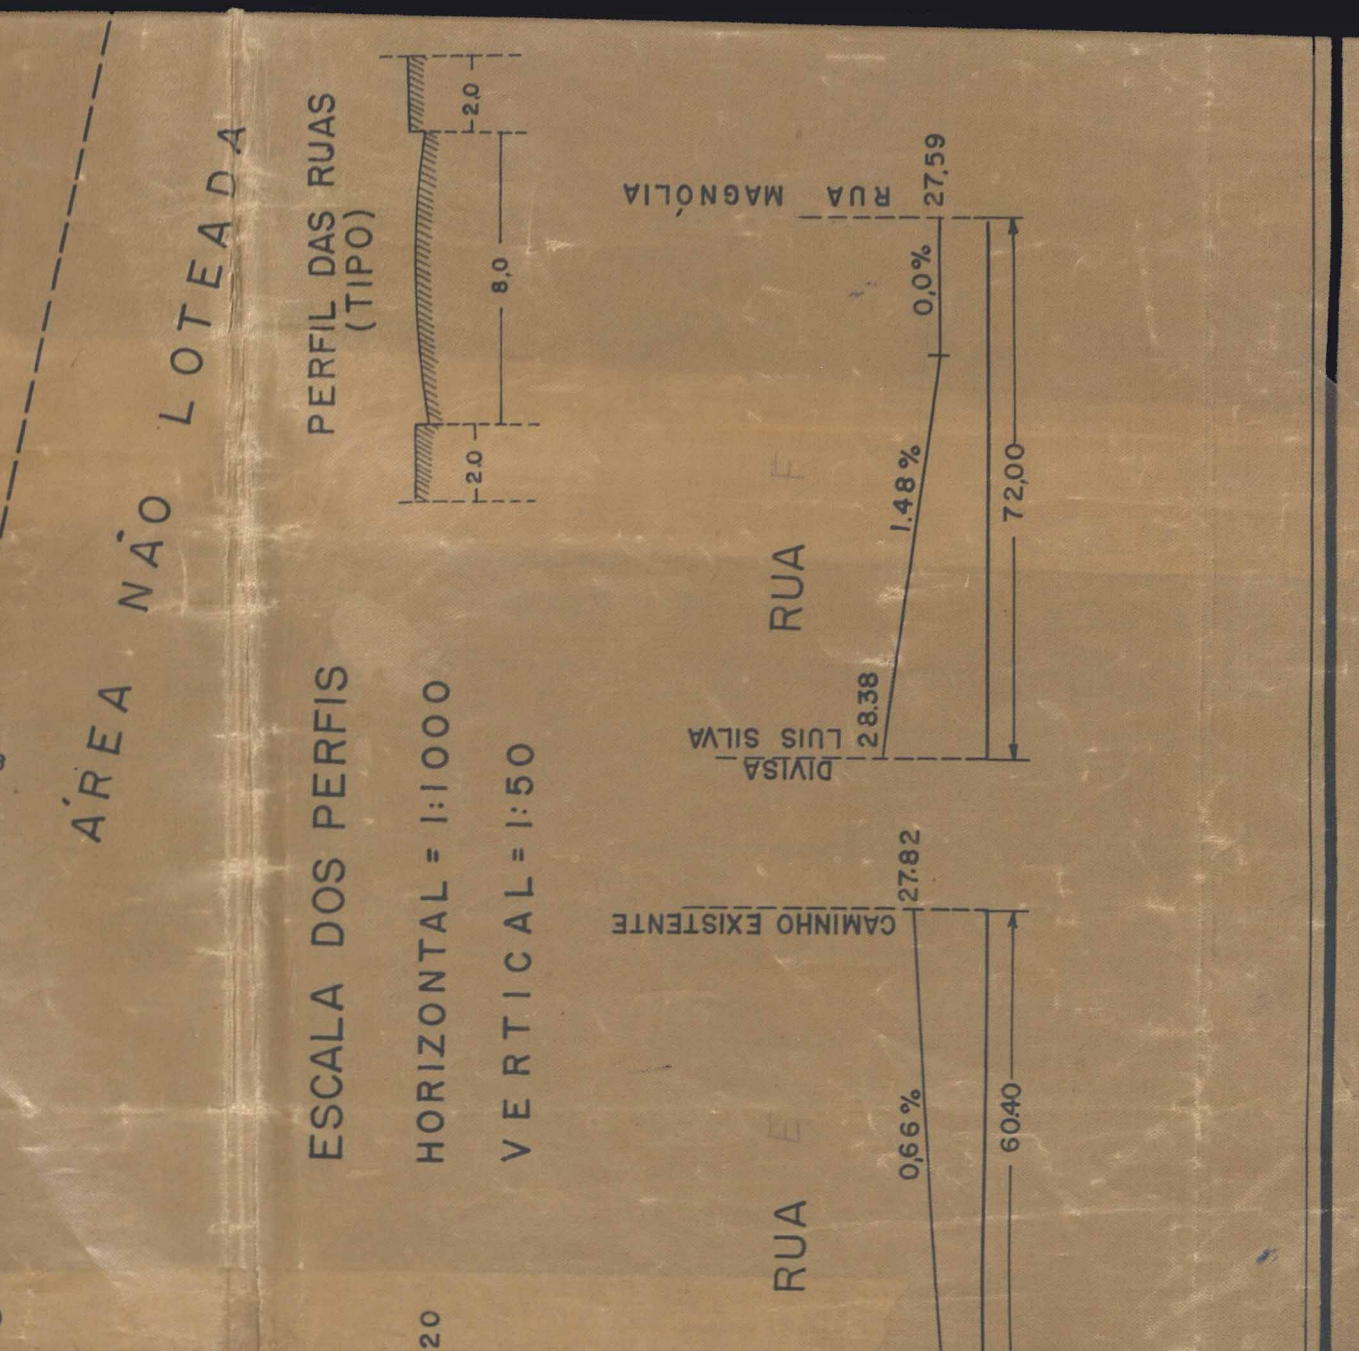 ÁREA NÃO LOTEADA
PERFIL DAS RUAS
(TIPO)
2.0
8,0
2.0
ESCALA DOS PERFIS
HORIZONTAL = 1:1000
VERTICAL = 1:50
20
RUA F
DIVISA
LUIS SILVA
28.38
1.48%
0,0%
RUA MAGNÓLIA
27,59
72,00
RUA E
0,66%
CAMINHO EXISTENTE
27.82
60.40